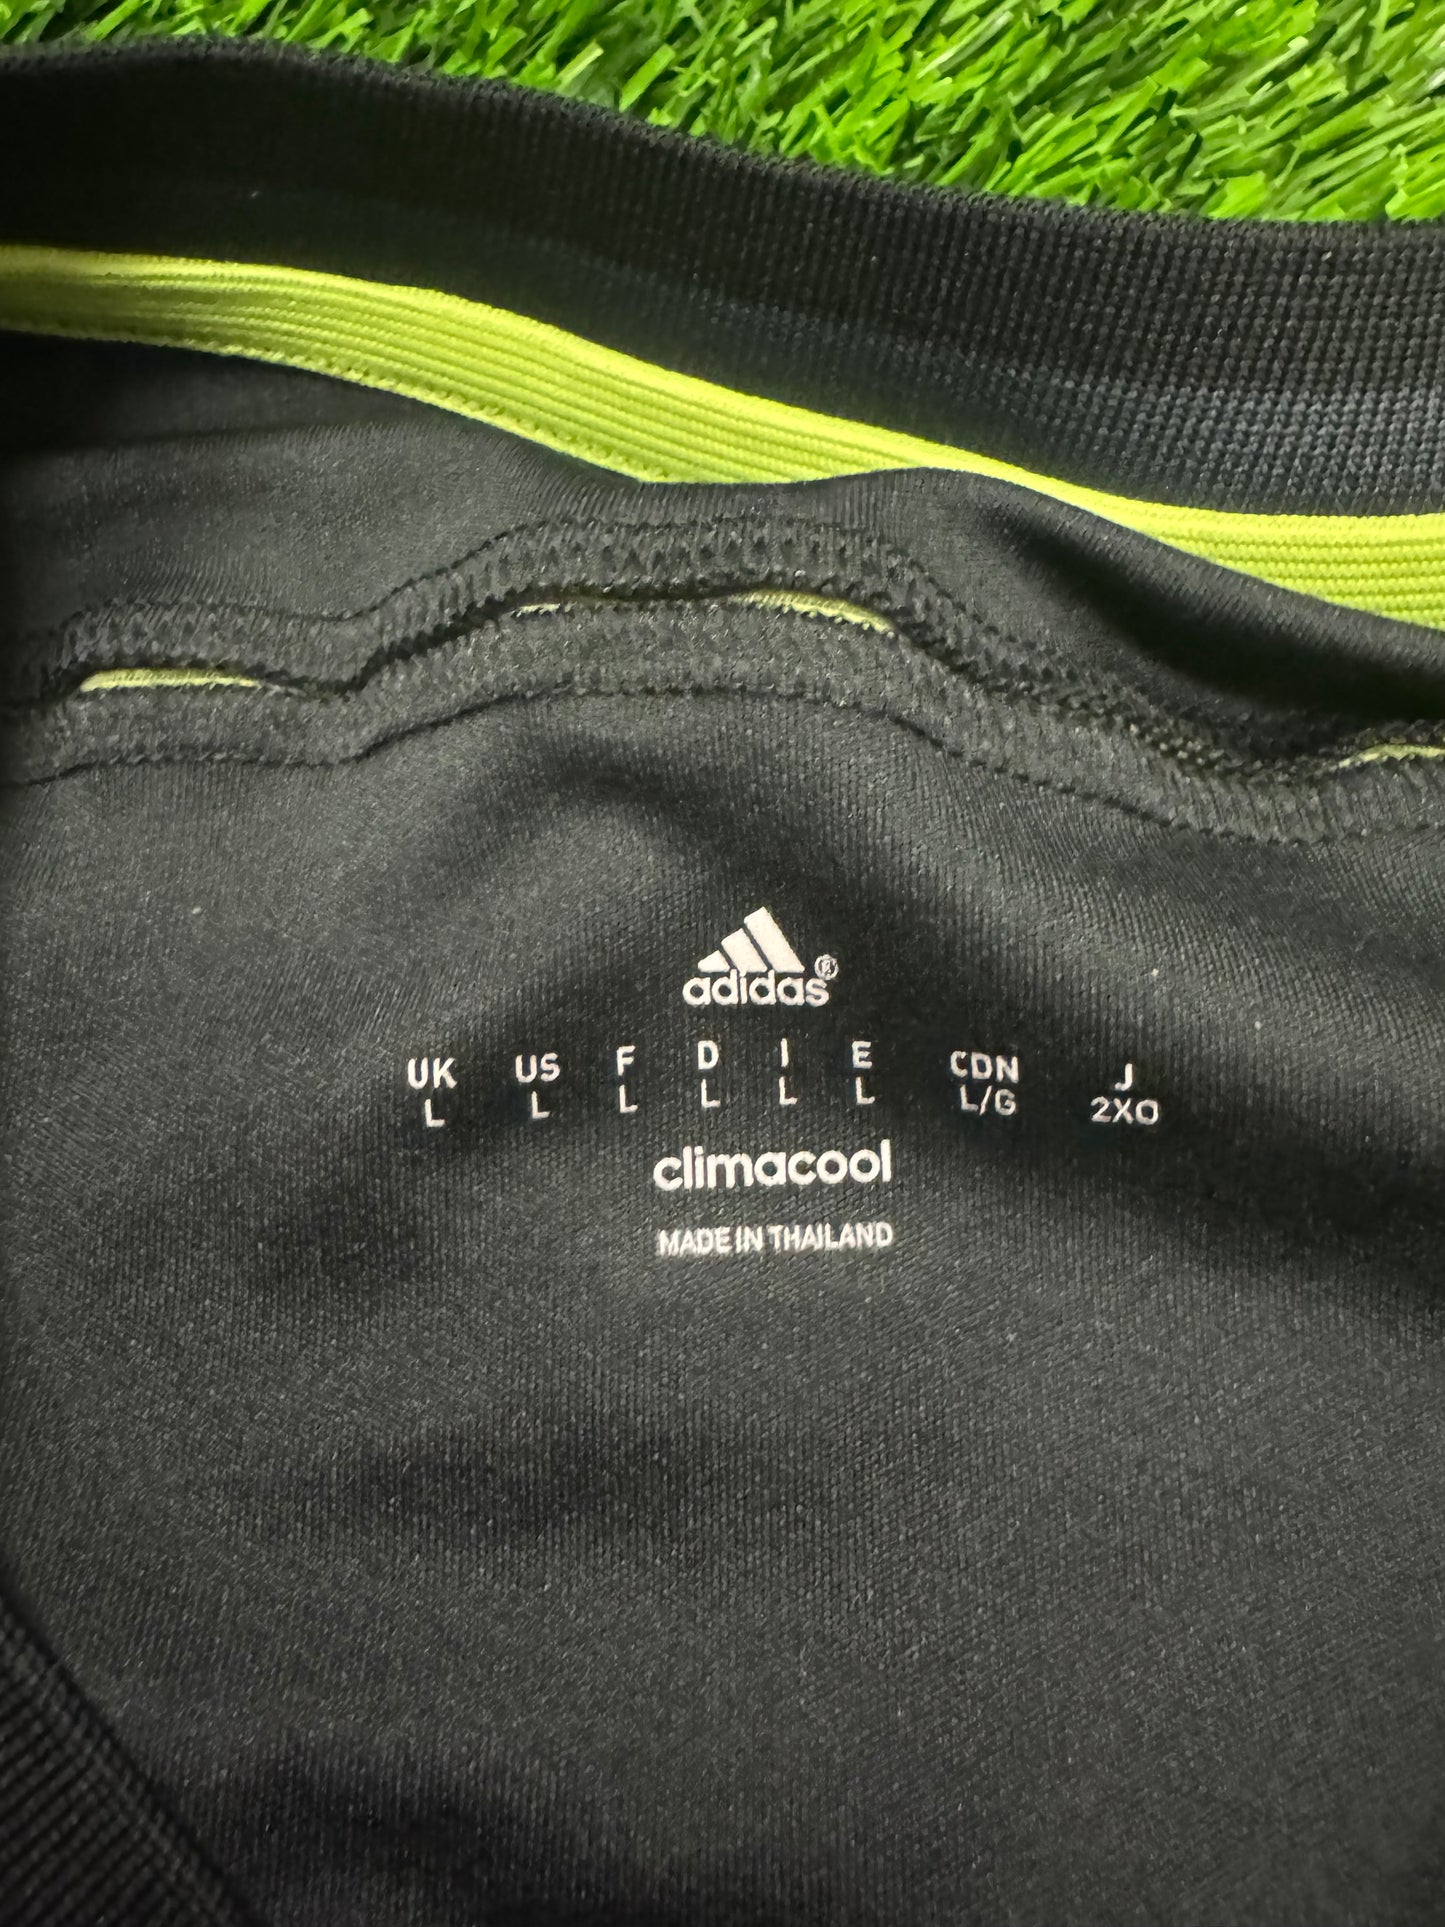 adidas®
UK US F D I E CDN J
L L L L L L L/G 2XO
climacool
MADE IN THAILAND